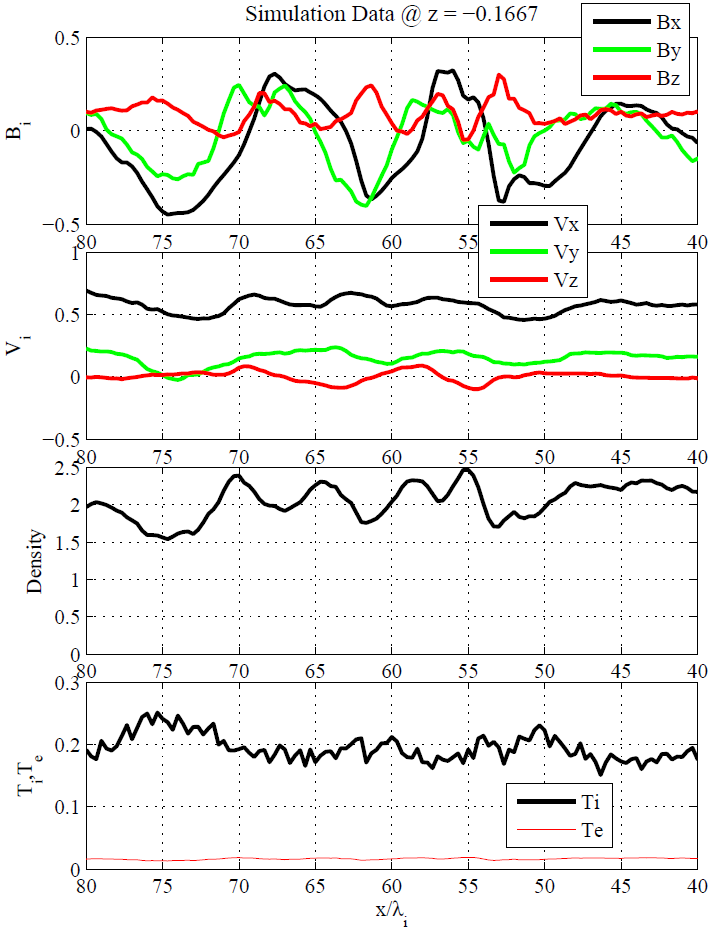 Simulation Data @ z = −0.1667
Bx
By
Bz
B_i
0.5
0
−0.5
80 75 70 65 60 55 50 45 40
Vx
Vy
Vz
V_i
1
0.5
0
−0.5
80 75 70 65 60 55 50 45 40
Density
2.5
2
1.5
1
0.5
0
80 75 70 65 60 55 50 45 40
T_i,T_e
0.3
0.2
0.1
0
Ti
Te
80 75 70 65 60 55 50 45 40
x/λ_i